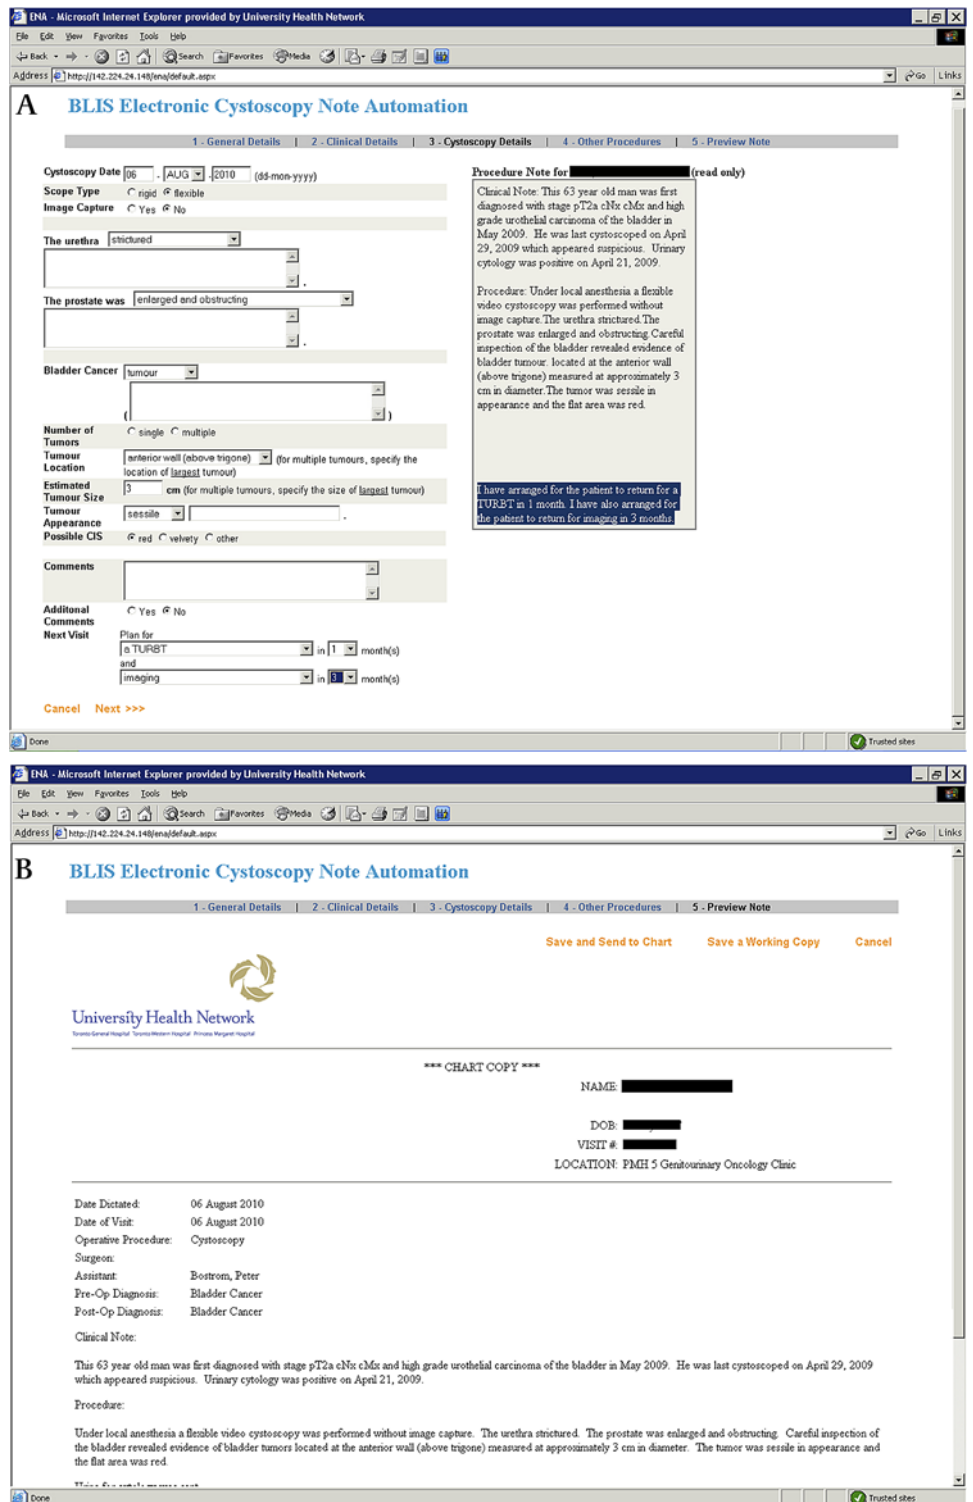 ENA - Microsoft Internet Explorer provided by University Health Network
File Edit View Favorites Tools Help
Back Search Favorites Media
Address http://142.224.24.148/ena/default.aspx Go Links
A BLIS Electronic Cystoscopy Note Automation
1 - General Details | 2 - Clinical Details | 3 - Cystoscopy Details | 4 - Other Procedures | 5 - Preview Note
Cystoscopy Date 06 . AUG . 2010 (dd-mon-yyyy)
Scope Type rigid flexible
Image Capture Yes No
The urethra strictured
.
The prostate was enlarged and obstructing
.
Bladder Cancer tumour
( )
Number of Tumors single multiple
Tumour Location anterior wall (above trigone) (for multiple tumours, specify the
location of largest tumour)
Estimated Tumour Size 3 cm (for multiple tumours, specify the size of largest tumour)
Tumour Appearance sessile .
Possible CIS red velvety other
Comments
Additonal Comments Yes No
Next Visit Plan for
a TURBT in 1 month(s)
and
imaging in 3 month(s)
Cancel Next >>>
Procedure Note for (read only)
Clinical Note: This 63 year old man was first
diagnosed with stage pT2a cNx cMx and high
grade urothelial carcinoma of the bladder in
May 2009. He was last cystoscoped on April
29, 2009 which appeared suspicious. Urinary
cytology was positive on April 21, 2009.
Procedure: Under local anesthesia a flexible
video cystoscopy was performed without
image capture.The urethra strictured.The
prostate was enlarged and obstructing.Careful
inspection of the bladder revealed evidence of
bladder tumour. located at the anterior wall
(above trigone) measured at approximately 3
cm in diameter.The tumor was sessile in
appearance and the flat area was red.
I have arranged for the patient to return for a
TURBT in 1 month. I have also arranged for
the patient to return for imaging in 3 months.
Done Trusted sites
ENA - Microsoft Internet Explorer provided by University Health Network
File Edit View Favorites Tools Help
Back Search Favorites Media
Address http://142.224.24.148/ena/default.aspx Go Links
B BLIS Electronic Cystoscopy Note Automation
1 - General Details | 2 - Clinical Details | 3 - Cystoscopy Details | 4 - Other Procedures | 5 - Preview Note
Save and Send to Chart Save a Working Copy Cancel
University Health Network
Toronto General Hospital Toronto Western Hospital Princess Margaret Hospital
*** CHART COPY ***
NAME:
DOB:
VISIT #:
LOCATION: PMH 5 Genitourinary Oncology Clinic
Date Dictated: 06 August 2010
Date of Visit: 06 August 2010
Operative Procedure: Cystoscopy
Surgeon:
Assistant: Bostrom, Peter
Pre-Op Diagnosis: Bladder Cancer
Post-Op Diagnosis: Bladder Cancer
Clinical Note:
This 63 year old man was first diagnosed with stage pT2a cNx cMx and high grade urothelial carcinoma of the bladder in May 2009. He was last cystoscoped on April 29, 2009
which appeared suspicious. Urinary cytology was positive on April 21, 2009.
Procedure:
Under local anesthesia a flexible video cystoscopy was performed without image capture. The urethra strictured. The prostate was enlarged and obstructing. Careful inspection of
the bladder revealed evidence of bladder tumors located at the anterior wall (above trigone) measured at approximately 3 cm in diameter. The tumor was sessile in appearance and
the flat area was red.
Done Trusted sites